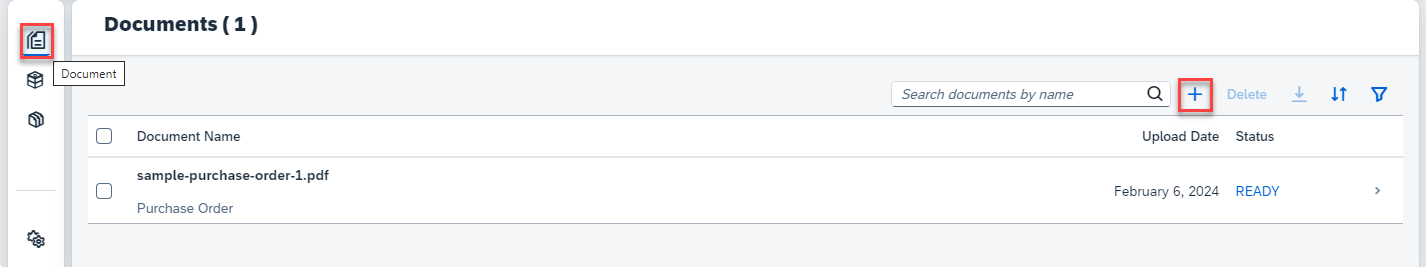 Documents ( 1 )
Document
Search documents by name
Delete
Document Name Upload Date Status
sample-purchase-order-1.pdf
Purchase Order
February 6, 2024 READY